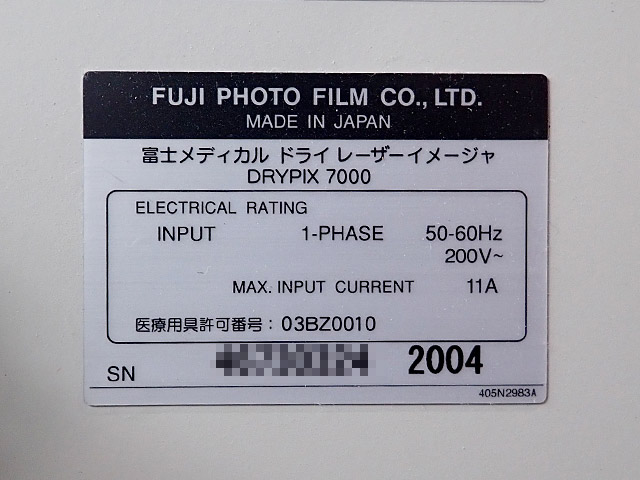 FUJI PHOTO FILM CO., LTD.
MADE IN JAPAN
富士メディカル ドライ レーザーイメージャ
DRYPIX 7000
ELECTRICAL RATING
INPUT 1-PHASE 50-60Hz
200V~
MAX. INPUT CURRENT 11A
医療用具許可番号：03BZ0010
SN 2004
405N2983A